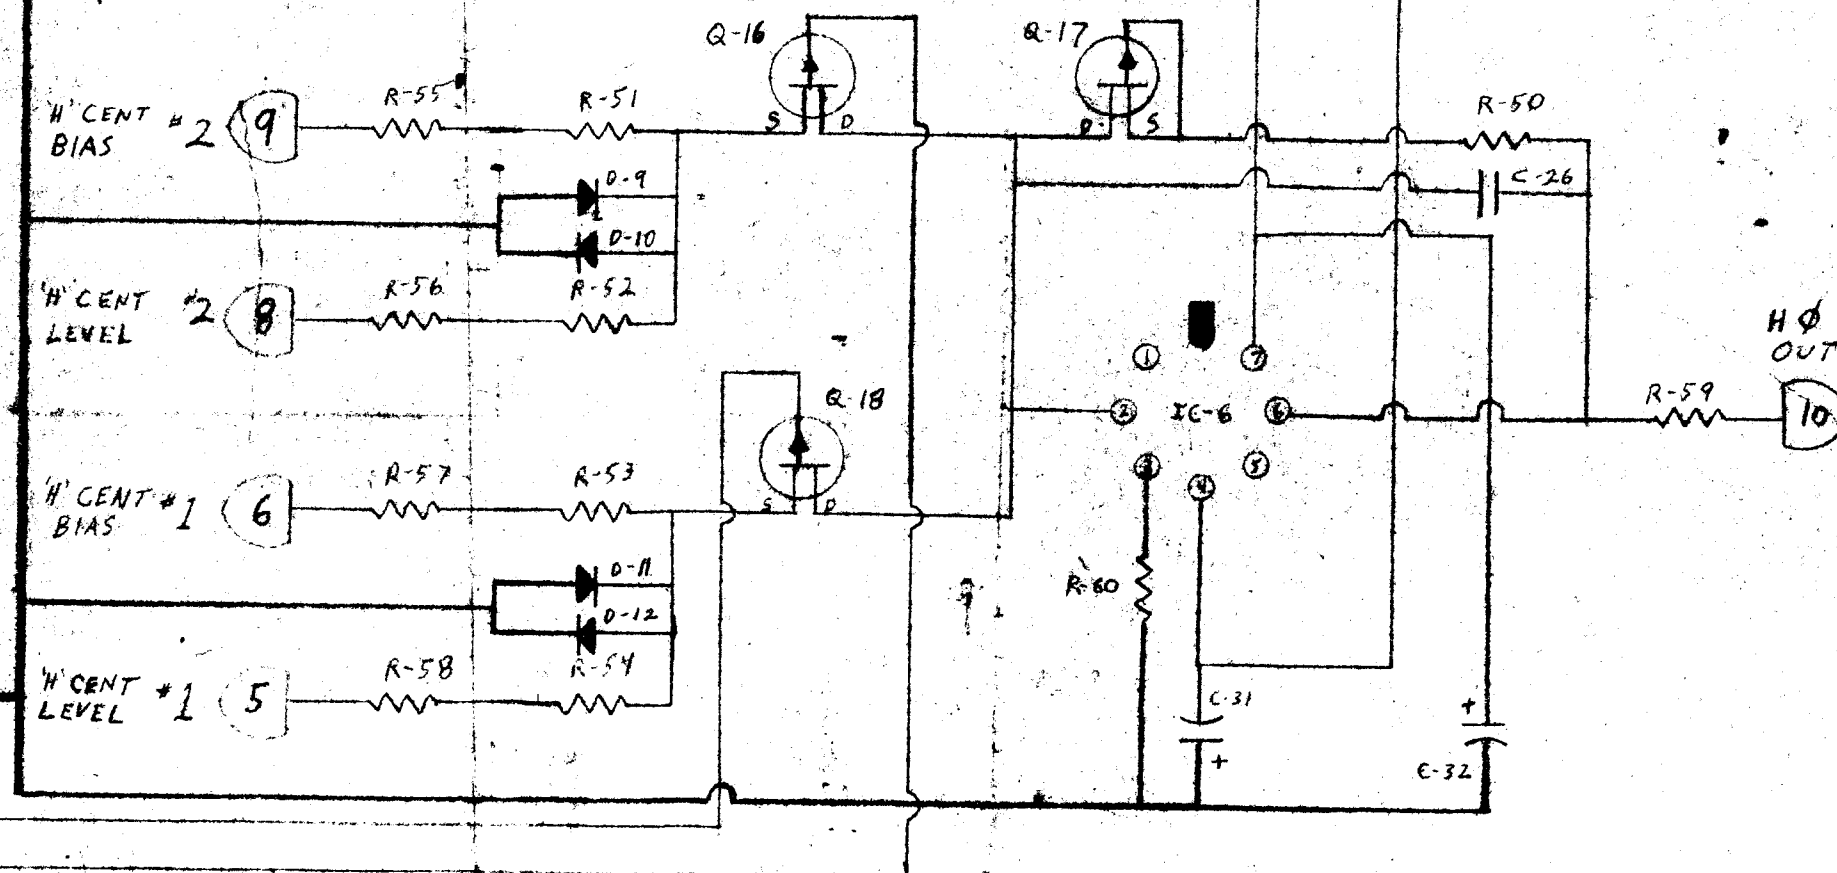 Q-16
Q-17
'H' CENT #2 9
BIAS
R-55
R-51
S D
D S
R-50
D-9
C-26
D-10
'H' CENT #2 8
LEVEL
R-56
R-52
1 7
H Ø
OUT
Q-18
2 IC-6 6
R-59
10
'H' CENT #1 6
BIAS
R-57
R-53
S D
3 4 5
D-11
R-60
D-12
'H' CENT #1 5
LEVEL
R-58
R-54
C-31
+
+
C-32